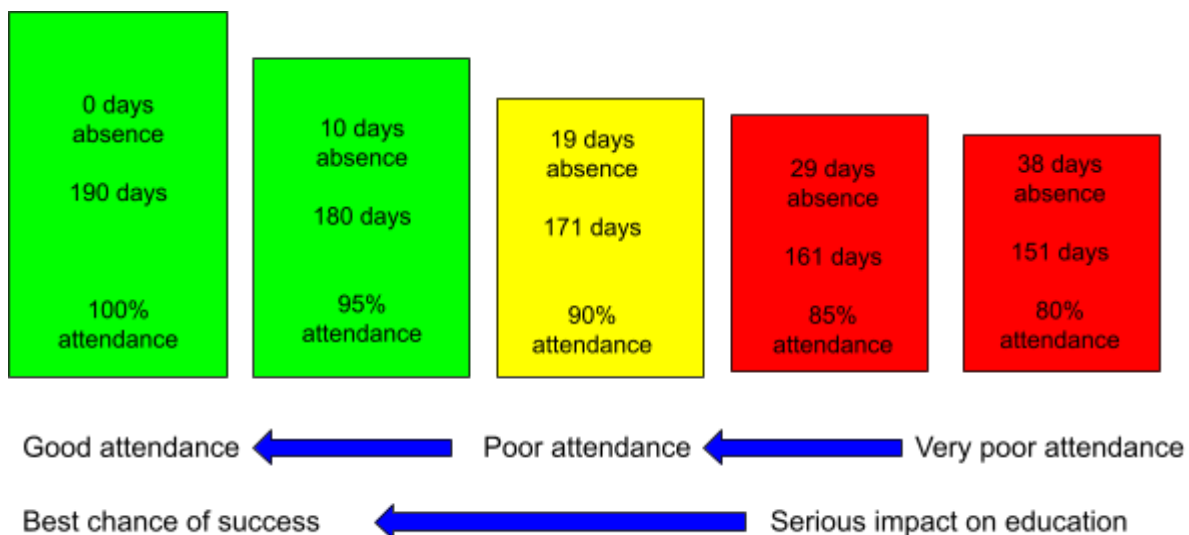 0 days
absence
190 days
100%
attendance
10 days
absence
180 days
95%
attendance
19 days
absence
171 days
90%
attendance
29 days
absence
161 days
85%
attendance
38 days
absence
151 days
80%
attendance
Good attendance
Poor attendance
Very poor attendance
Best chance of success
Serious impact on education